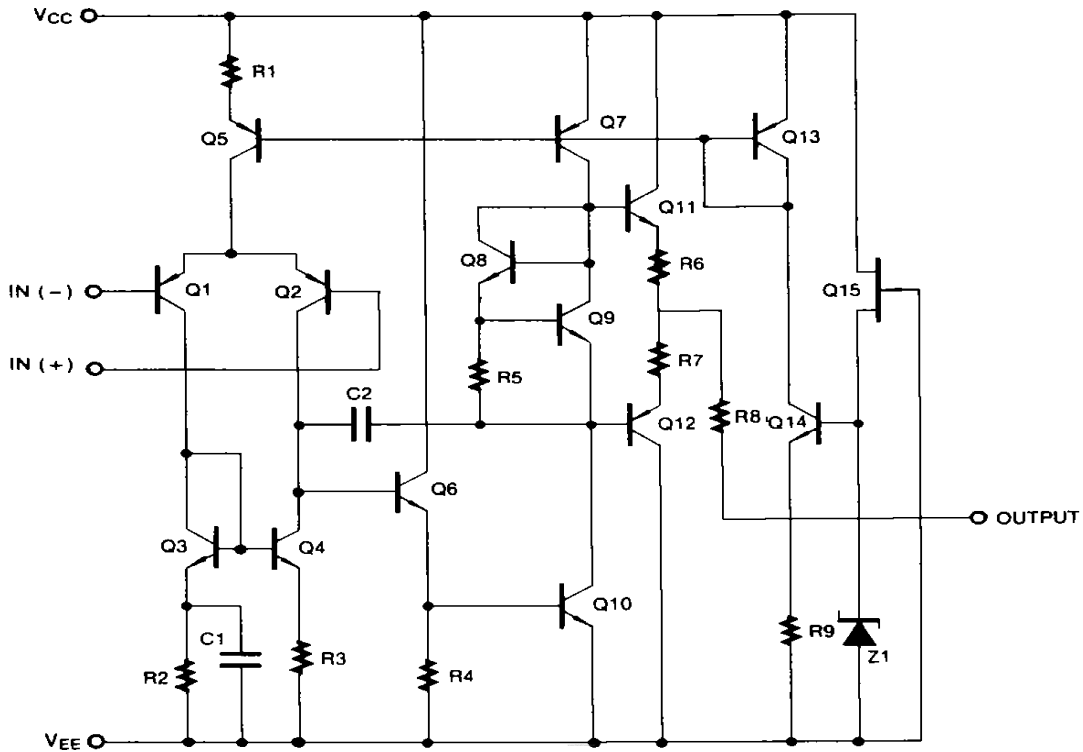 VCC
R1
Q5
Q7
Q13
Q11
Q8
R6
Q15
IN (-)
Q1
Q2
Q9
IN (+)
R5
R7
C2
Q12
R8
Q14
Q6
OUTPUT
Q3
Q4
Q10
C1
R9
R2
R3
R4
Z1
VEE